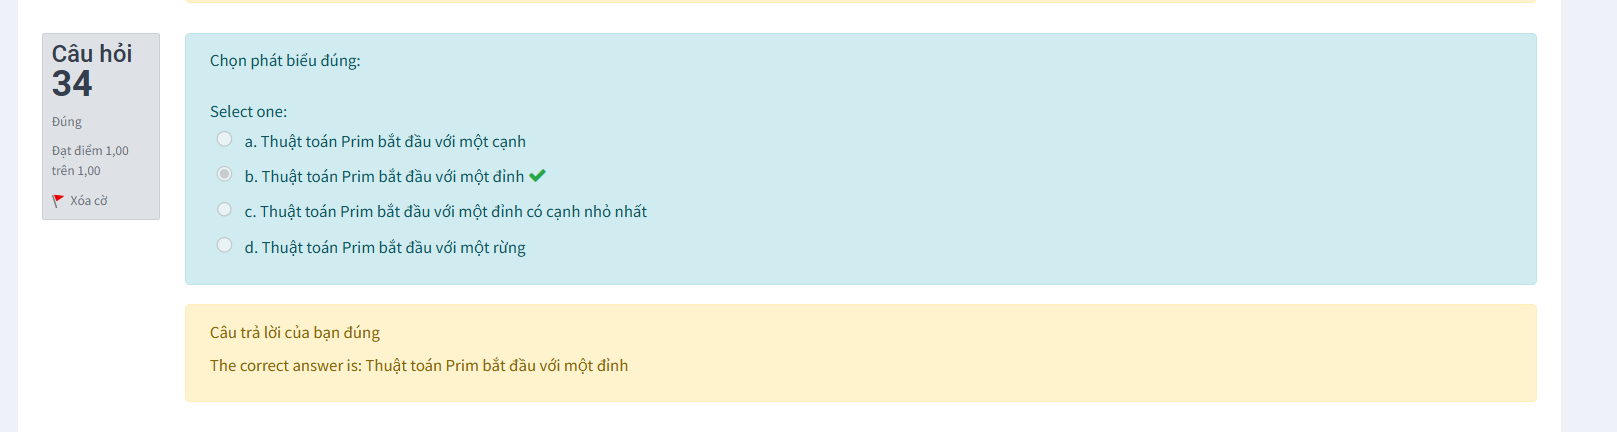 Câu hỏi
34
Đúng
Đạt điểm 1,00
trên 1,00
Xóa cờ
Chọn phát biểu đúng:
Select one:
a. Thuật toán Prim bắt đầu với một cạnh
b. Thuật toán Prim bắt đầu với một đỉnh
c. Thuật toán Prim bắt đầu với một đỉnh có cạnh nhỏ nhất
d. Thuật toán Prim bắt đầu với một rừng
Câu trả lời của bạn đúng
The correct answer is: Thuật toán Prim bắt đầu với một đỉnh